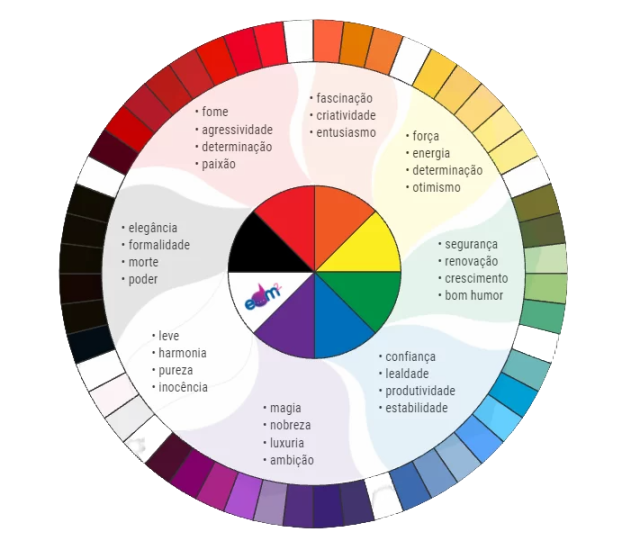 • fome
• agressividade
• determinação
• paixão
• fascinação
• criatividade
• entusiasmo
• força
• energia
• determinação
• otimismo
• elegância
• formalidade
• morte
• poder
• segurança
• renovação
• crescimento
• bom humor
• leve
• harmonia
• pureza
• inocência
• confiança
• lealdade
• produtividade
• estabilidade
• magia
• nobreza
• luxuria
• ambição